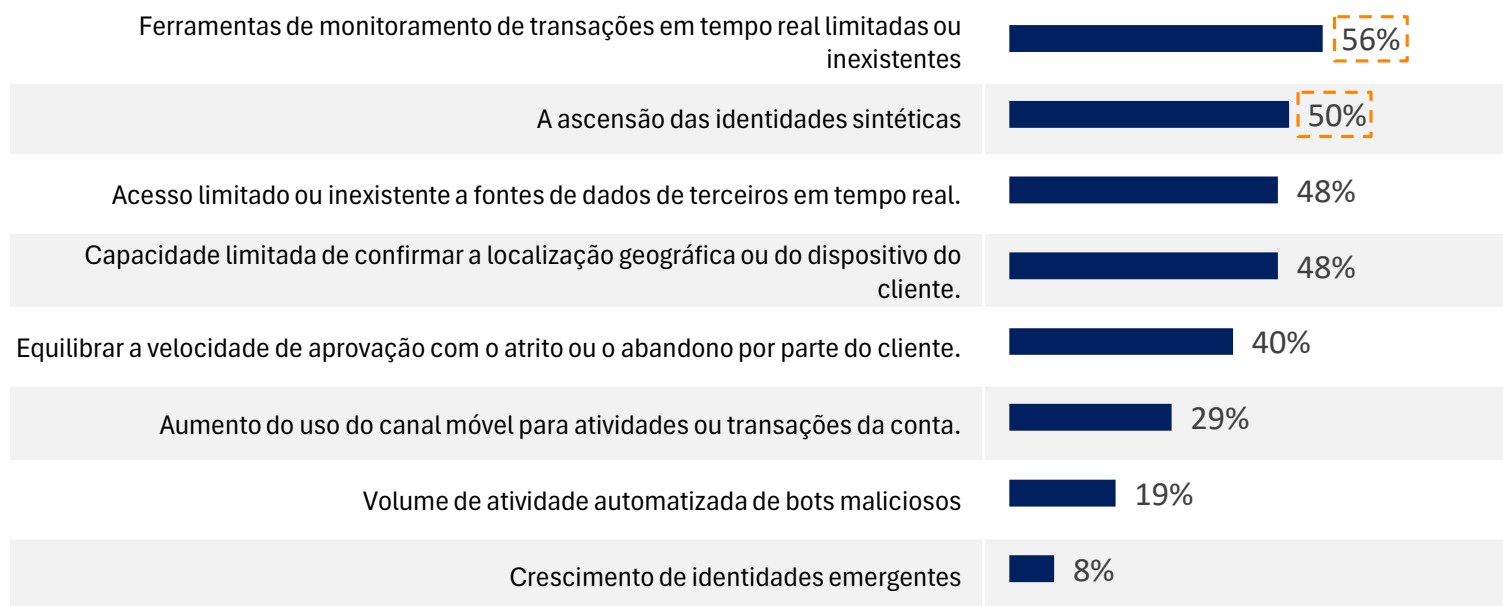 Ferramentas de monitoramento de transações em tempo real limitadas ou
inexistentes
56%
A ascensão das identidades sintéticas
50%
Acesso limitado ou inexistente a fontes de dados de terceiros em tempo real.
48%
Capacidade limitada de confirmar a localização geográfica ou do dispositivo do
cliente.
48%
Equilibrar a velocidade de aprovação com o atrito ou o abandono por parte do cliente.
40%
Aumento do uso do canal móvel para atividades ou transações da conta.
29%
Volume de atividade automatizada de bots maliciosos
19%
Crescimento de identidades emergentes
8%